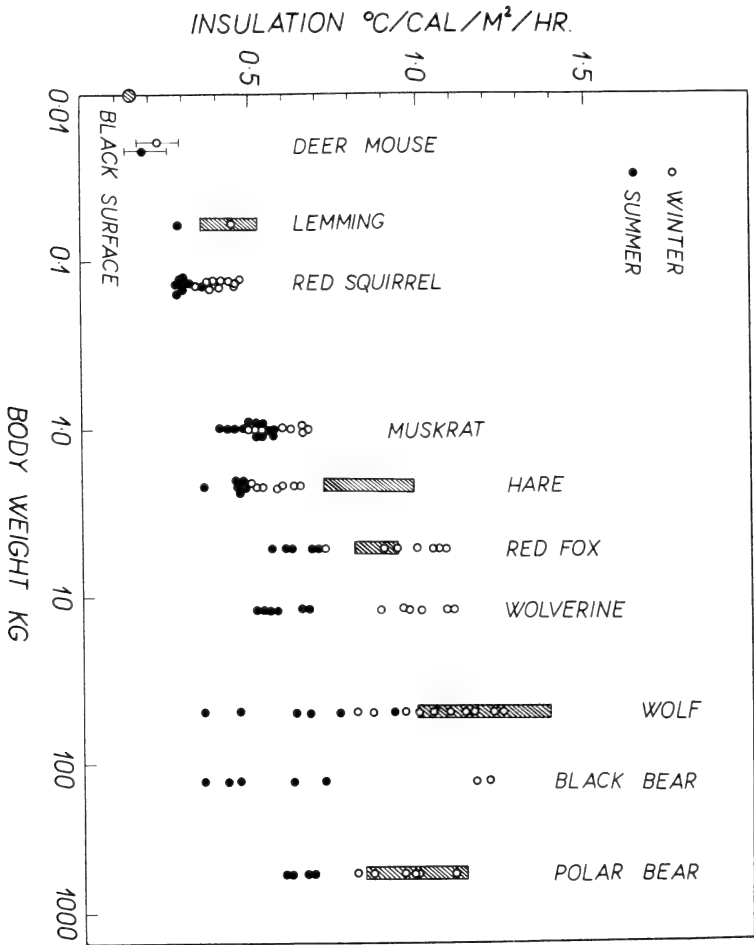 INSULATION °C/CAL/M²/HR.
0·5
1·0
1·5
0·01
0·1
1·0
10
100
1000
BODY WEIGHT KG
BLACK SURFACE
○ WINTER
● SUMMER
DEER MOUSE
LEMMING
RED SQUIRREL
MUSKRAT
HARE
RED FOX
WOLVERINE
WOLF
BLACK BEAR
POLAR BEAR